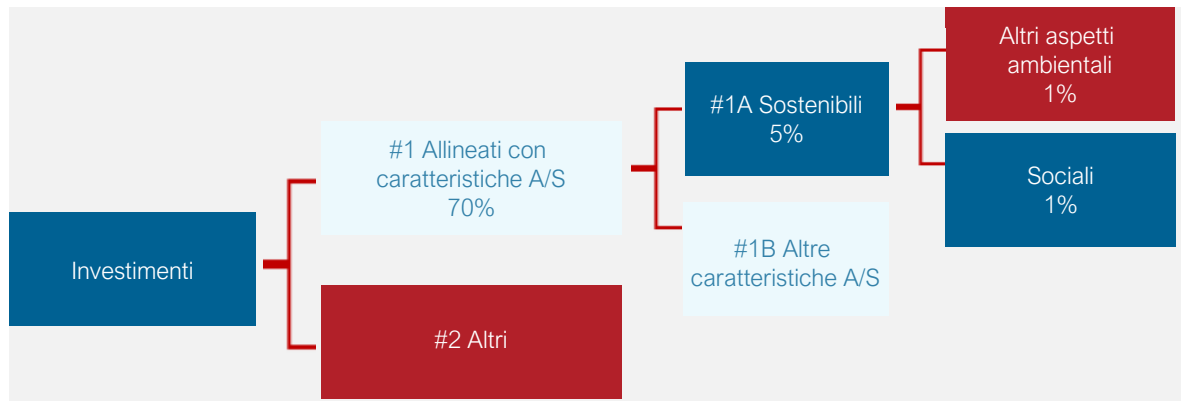 Investimenti
#1 Allineati con
caratteristiche A/S
70%
#2 Altri
#1A Sostenibili
5%
#1B Altre
caratteristiche A/S
Altri aspetti
ambientali
1%
Sociali
1%